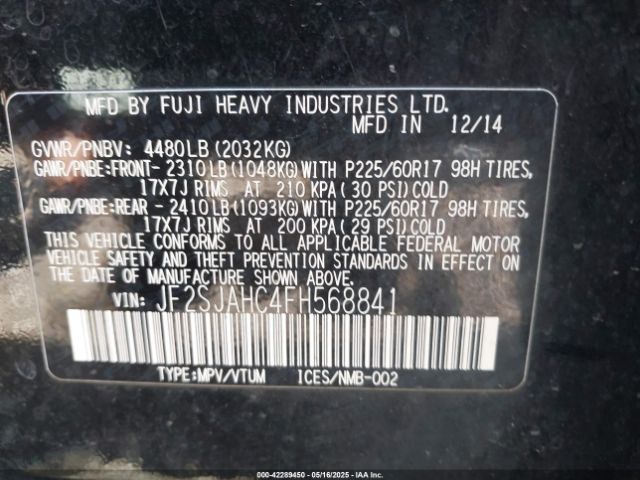 MFD BY FUJI HEAVY INDUSTRIES LTD.
MFD IN 12/14
GVWR/PNBV: 4480LB(2032KG)
GAWR/PNBE:FRONT- 2310LB(1048KG)WITH P225/60R17 98H TIRES,
17X7J RIMS AT 210 KPA(30 PSI)COLD
GAWR/PNBE:REAR - 2410LB(1093KG)WITH P225/60R17 98H TIRES,
17X7J RIMS AT 200 KPA(29 PSI)COLD
THIS VEHICLE CONFORMS TO ALL APPLICABLE FEDERAL MOTOR
VEHICLE SAFETY AND THEFT PREVENTION STANDARDS IN EFFECT
ON THE DATE OF MANUFACTURE SHOWN ABOVE.
VIN: JF2SJAHC4FH568841
TYPE:MPV/VTUM ICES/NMB-002
000-42289450 - 05/16/2025 - IAAI